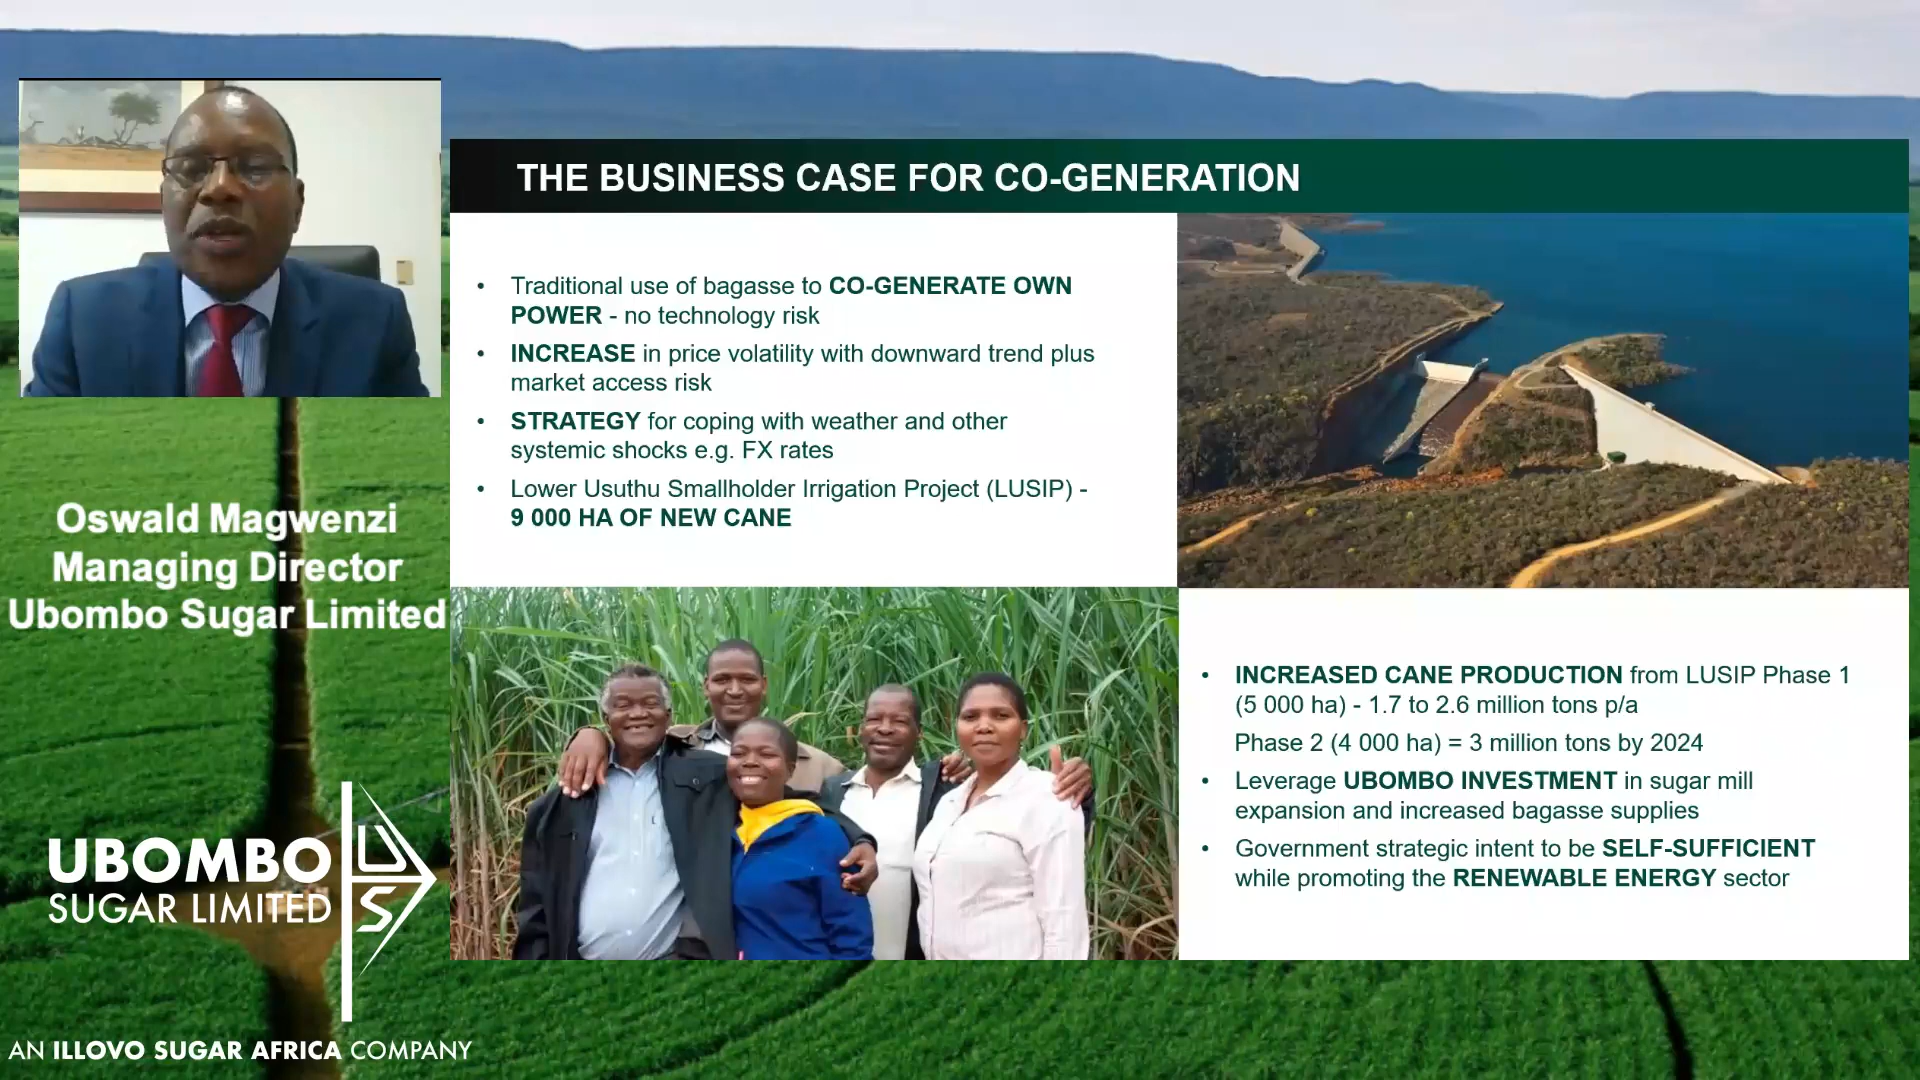 THE BUSINESS CASE FOR CO-GENERATION
• Traditional use of bagasse to CO-GENERATE OWN
POWER - no technology risk
• INCREASE in price volatility with downward trend plus
market access risk
• STRATEGY for coping with weather and other
systemic shocks e.g. FX rates
• Lower Usuthu Smallholder Irrigation Project (LUSIP) -
9 000 HA OF NEW CANE
• INCREASED CANE PRODUCTION from LUSIP Phase 1
(5 000 ha) - 1.7 to 2.6 million tons p/a
Phase 2 (4 000 ha) = 3 million tons by 2024
• Leverage UBOMBO INVESTMENT in sugar mill
expansion and increased bagasse supplies
• Government strategic intent to be SELF-SUFFICIENT
while promoting the RENEWABLE ENERGY sector
Oswald Magwenzi
Managing Director
Ubombo Sugar Limited
UBOMBO
SUGAR LIMITED
US
AN ILLOVO SUGAR AFRICA COMPANY